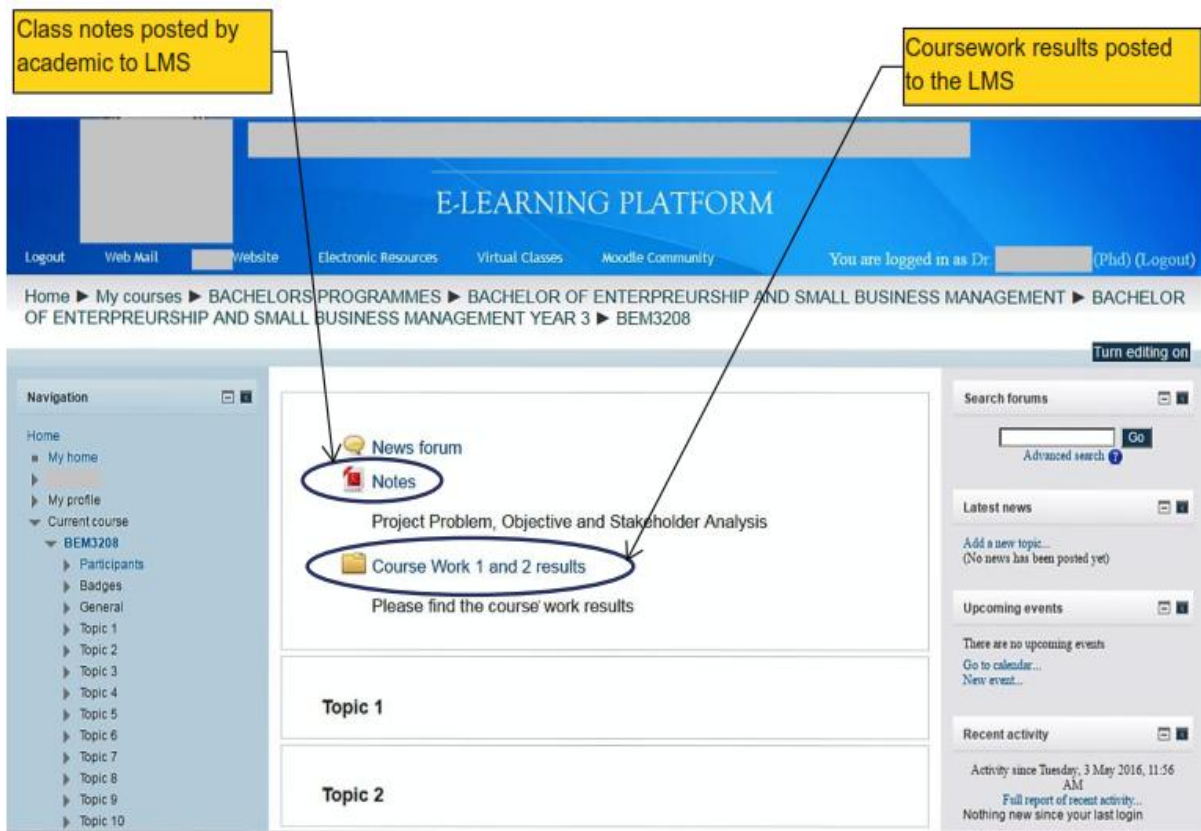 Class notes posted by
academic to LMS
Coursework results posted
to the LMS
E-LEARNING PLATFORM
Logout Web Mail Website Electronic Resources Virtual Classes Moodle Community You are logged in as Dr. (Phd) (Logout)
Home ► My courses ► BACHELORS PROGRAMMES ► BACHELOR OF ENTERPREURSHIP AND SMALL BUSINESS MANAGEMENT ► BACHELOR
OF ENTERPREURSHIP AND SMALL BUSINESS MANAGEMENT YEAR 3 ► BEM3208
Turn editing on
Navigation
Home
My home
My profile
Current course
BEM3208
Participants
Badges
General
Topic 1
Topic 2
Topic 3
Topic 4
Topic 5
Topic 6
Topic 7
Topic 8
Topic 9
Topic 10
News forum
Notes
Project Problem, Objective and Stakeholder Analysis
Course Work 1 and 2 results
Please find the course work results
Topic 1
Topic 2
Search forums
Go
Advanced search ?
Latest news
Add a new topic...
(No news has been posted yet)
Upcoming events
There are no upcoming events
Go to calendar...
New event...
Recent activity
Activity since Tuesday, 3 May 2016, 11:56
AM
Full report of recent activity...
Nothing new since your last login